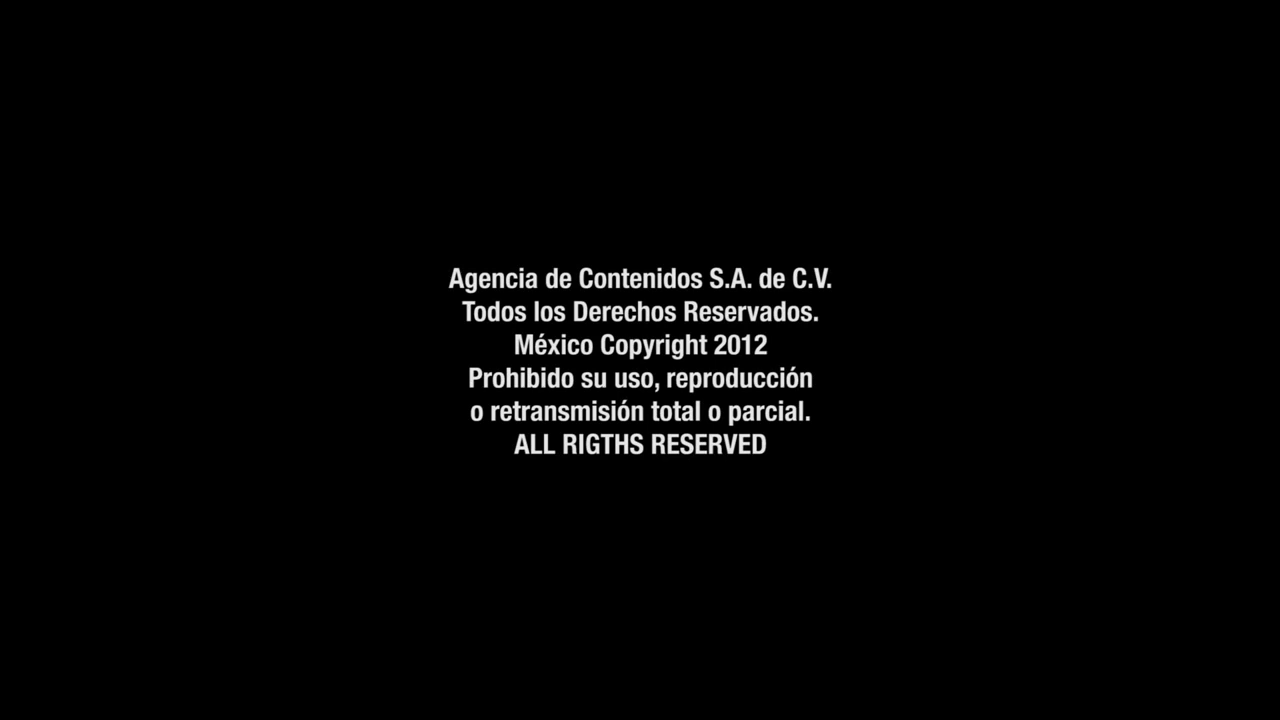 Agencia de Contenidos S.A. de C.V.
Todos los Derechos Reservados.
México Copyright 2012
Prohibido su uso, reproducción
o retransmisión total o parcial.
ALL RIGTHS RESERVED